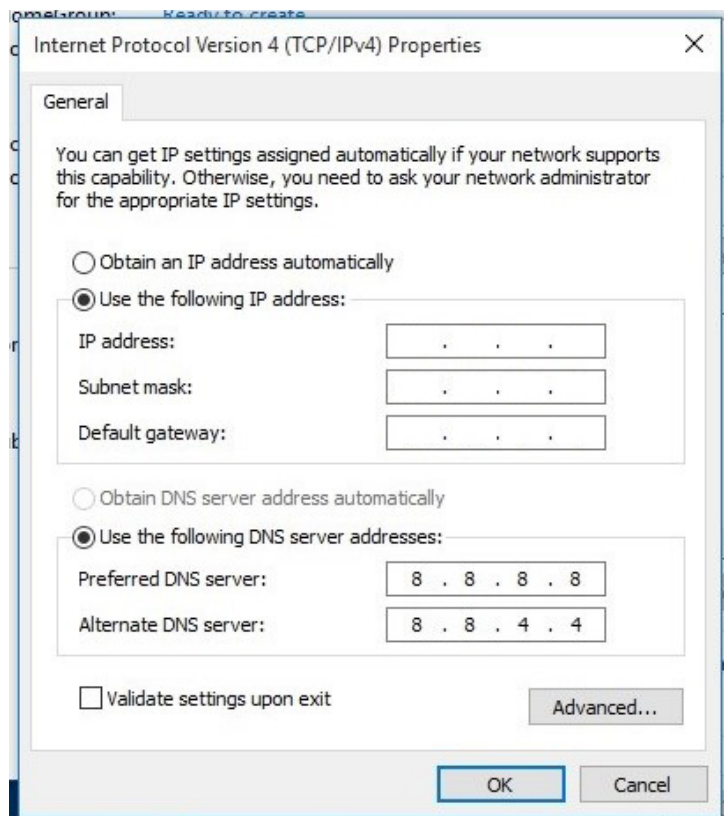 Ready to create
Internet Protocol Version 4 (TCP/IPv4) Properties
General
You can get IP settings assigned automatically if your network supports
this capability. Otherwise, you need to ask your network administrator
for the appropriate IP settings.
Obtain an IP address automatically
Use the following IP address:
IP address: . . .
Subnet mask: . . .
Default gateway: . . .
Obtain DNS server address automatically
Use the following DNS server addresses:
Preferred DNS server: 8 . 8 . 8 . 8
Alternate DNS server: 8 . 8 . 4 . 4
Validate settings upon exit
Advanced...
OK Cancel